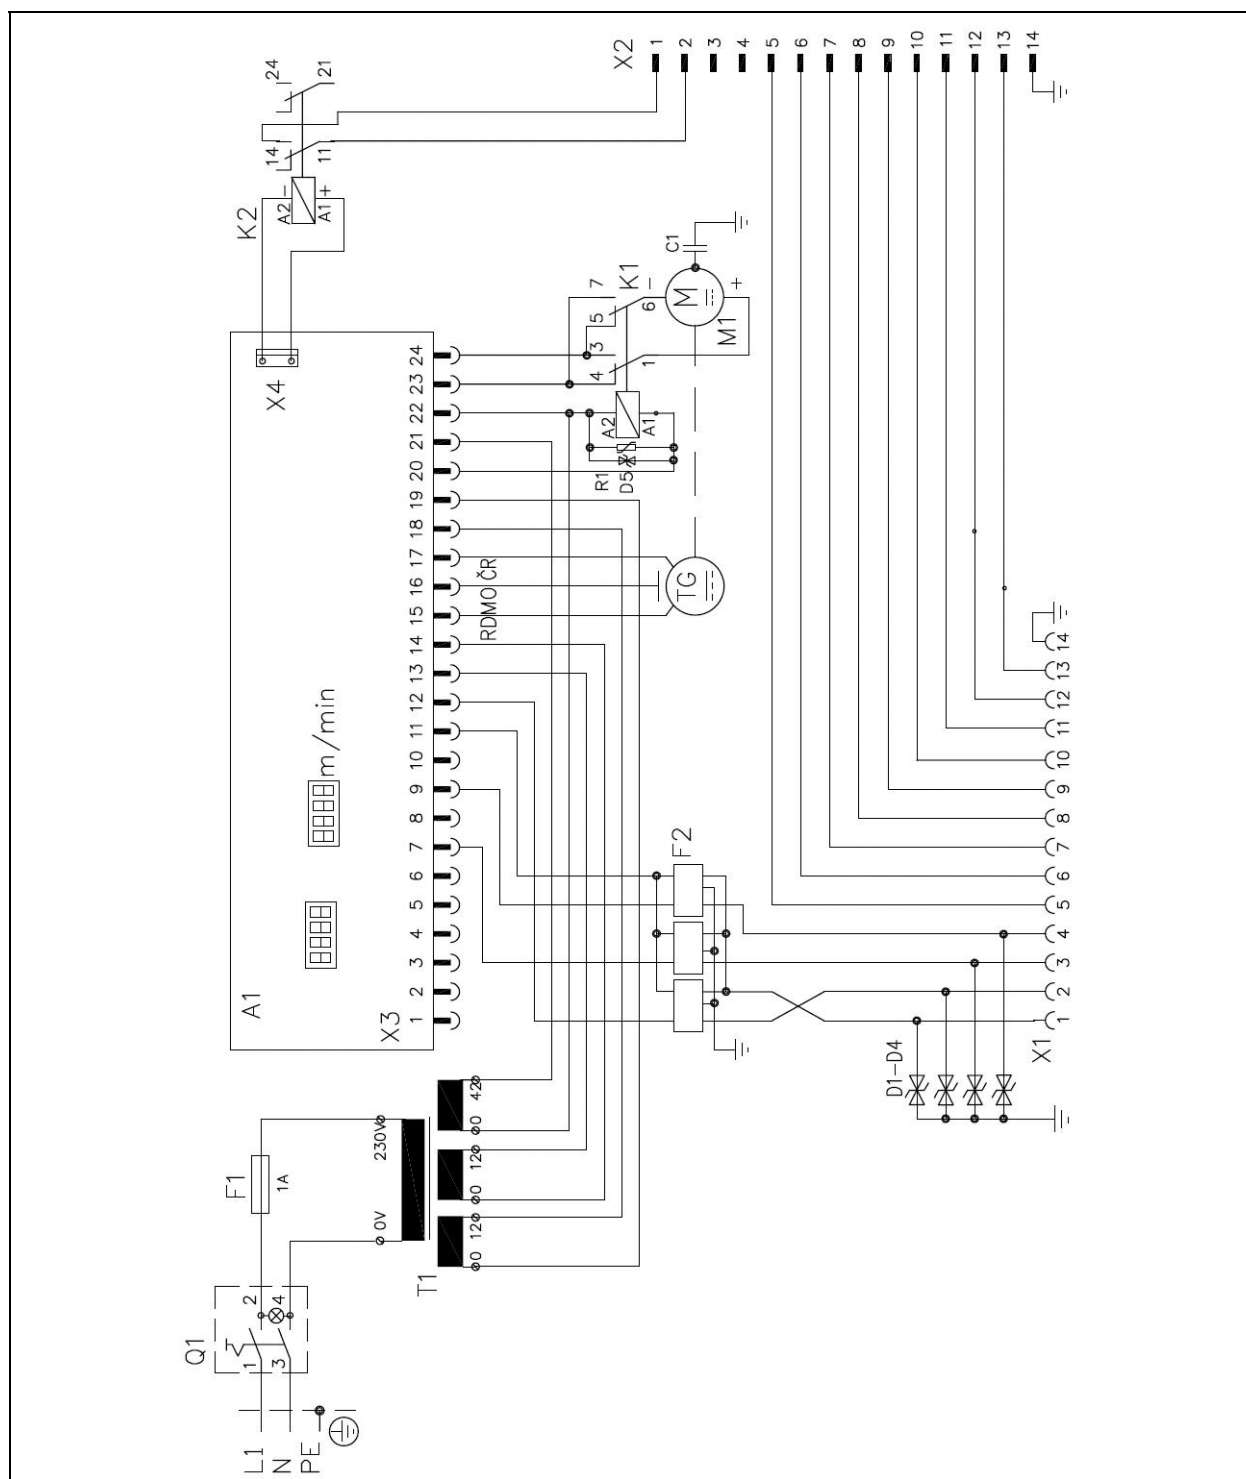 Q1
L1
N
PE
1
2
3
4
F1
1A
0V
230V
T1
0
12
0
12
0
42
A1
m/min
X4
X3
1 2 3 4 5 6 7 8 9 10 11 12 13 14 15 16 17 18 19 20 21 22 23 24
RDMO ČR
K2
A2 −
A1 +
14
11
24
21
TG
R1
D5
A2
A1
4
3
1
5
7
6
K1
−
M
+
M1
C1
F2
D1-D4
X2
1 2 3 4 5 6 7 8 9 10 11 12 13 14
X1
1 2 3 4 5 6 7 8 9 10 11 12 13 14